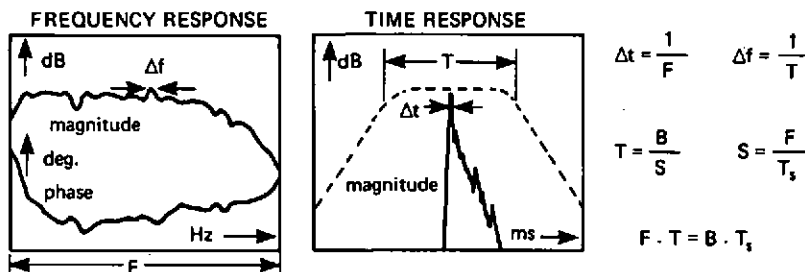 FREQUENCY RESPONSE
dB
Δf
magnitude
deg.
phase
Hz
F
TIME RESPONSE
dB
T
Δt
magnitude
ms
Δt = 1/F
Δf = 1/T
T = B/S
S = F/Ts
F · T = B · Ts